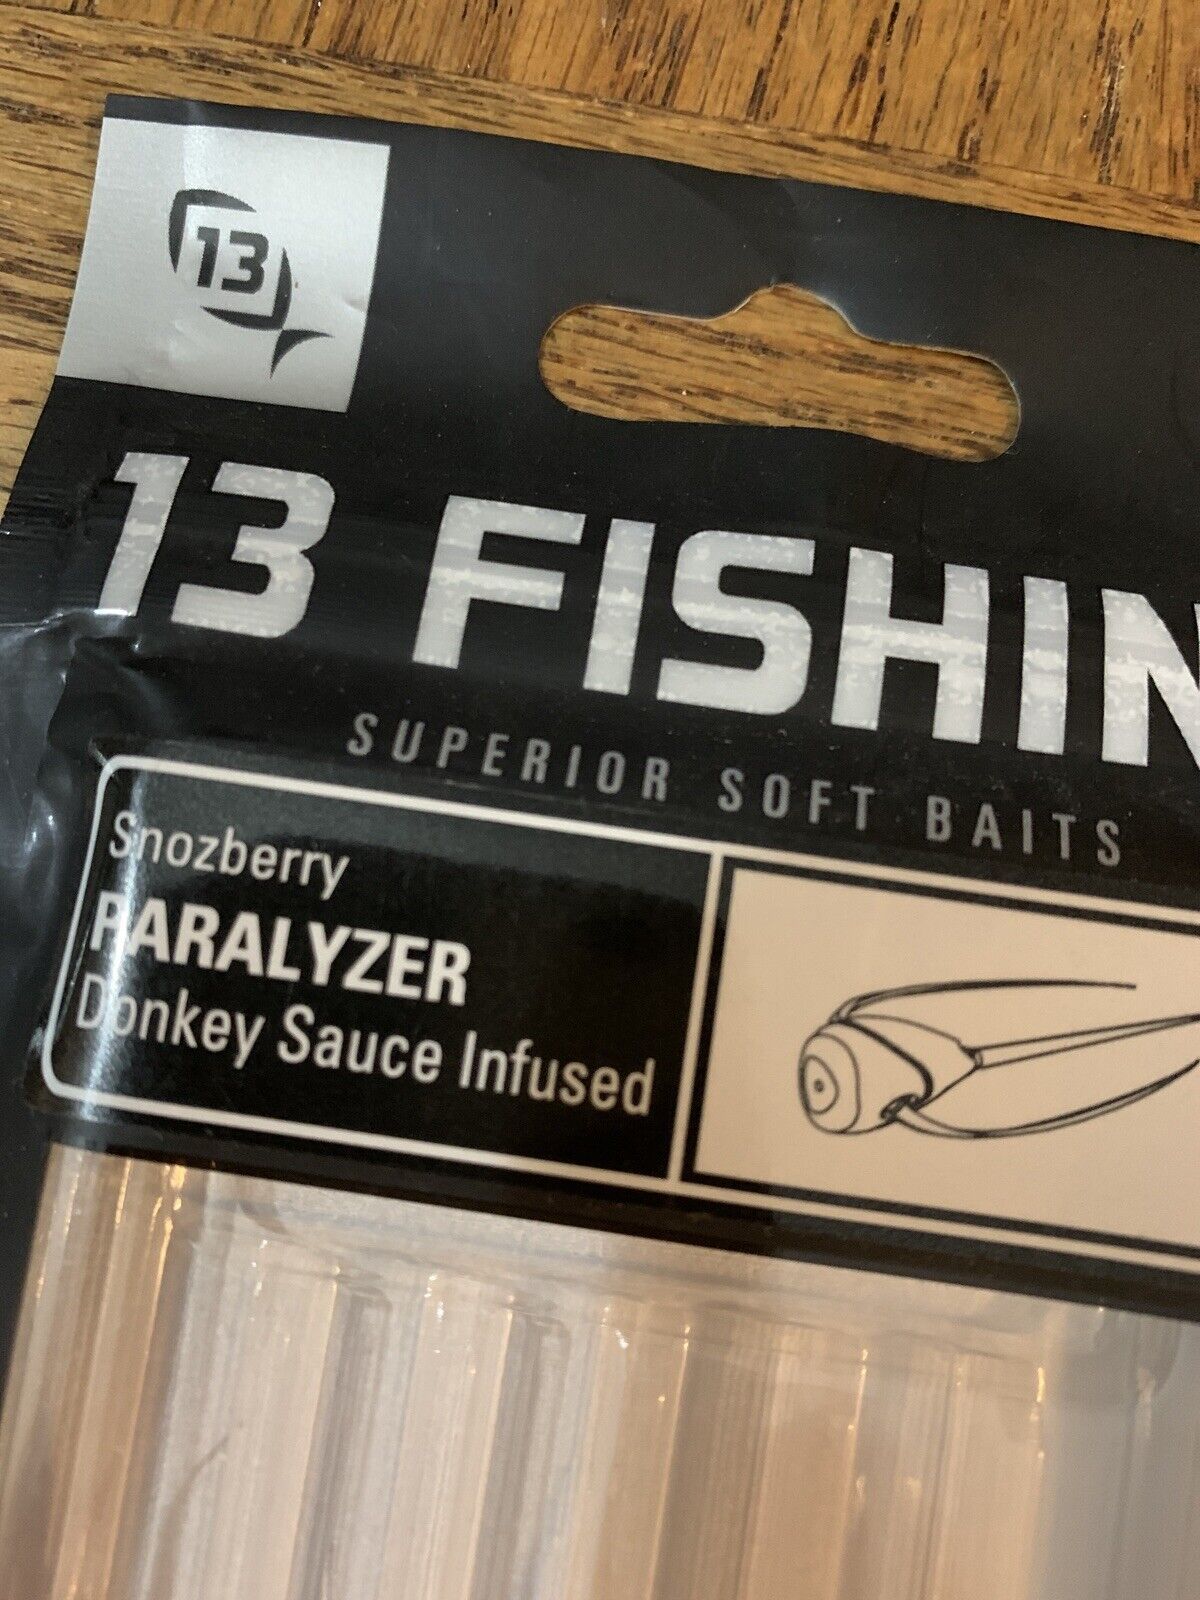 13
13 FISHIN
SUPERIOR SOFT BAITS
Snozberry
PARALYZER
Donkey Sauce Infused